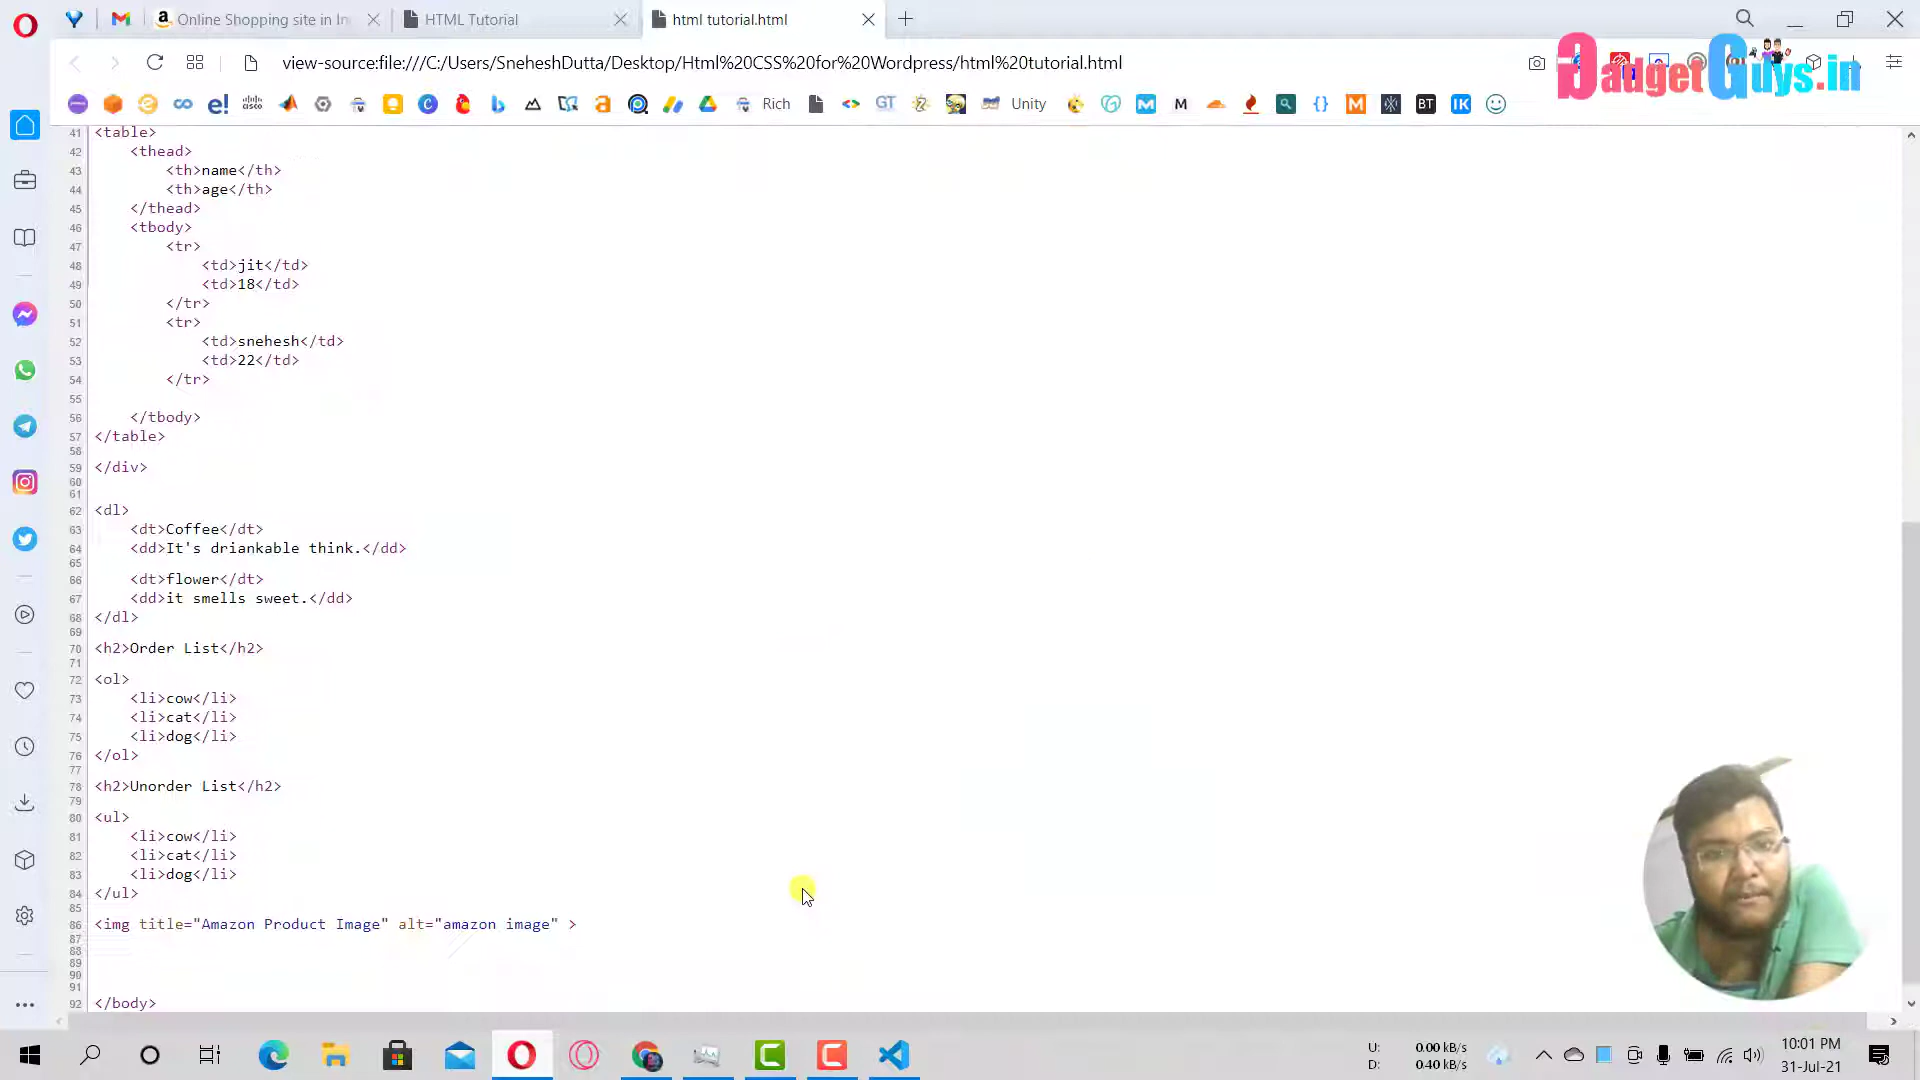 Online Shopping site in In
HTML Tutorial
html tutorial.html
view-source:file:///C:/Users/SneheshDutta/Desktop/Html%20CSS%20for%20Wordpress/html%20tutorial.html
GadgetGuys.in
Rich
GT
Unity
M
BT
IK
41 <table>
42 <thead>
43 <th>name</th>
44 <th>age</th>
45 </thead>
46 <tbody>
47 <tr>
48 <td>jit</td>
49 <td>18</td>
50 </tr>
51 <tr>
52 <td>snehesh</td>
53 <td>22</td>
54 </tr>
55
56 </tbody>
57 </table>
58
59 </div>
60
61
62 <dl>
63 <dt>Coffee</dt>
64 <dd>It's driankable think.</dd>
65
66 <dt>flower</dt>
67 <dd>it smells sweet.</dd>
68 </dl>
69
70 <h2>Order List</h2>
71
72 <ol>
73 <li>cow</li>
74 <li>cat</li>
75 <li>dog</li>
76 </ol>
77
78 <h2>Unorder List</h2>
79
80 <ul>
81 <li>cow</li>
82 <li>cat</li>
83 <li>dog</li>
84 </ul>
85
86 <img title="Amazon Product Image" alt="amazon image" >
87
88
89
90
91
92 </body>
U: 0.00 kB/s
D: 0.40 kB/s
10:01 PM
31-Jul-21